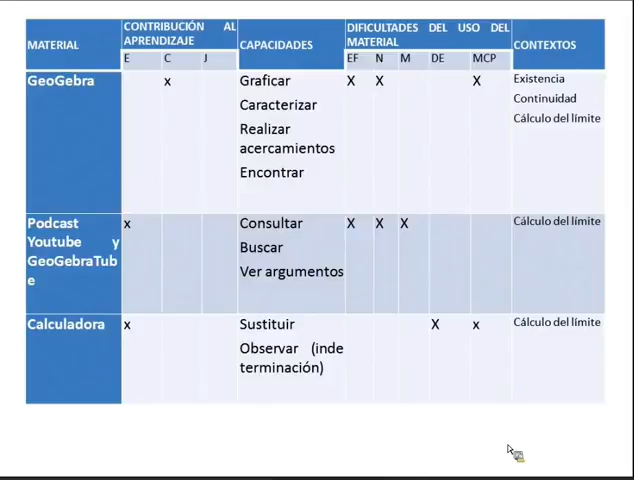 MATERIAL
CONTRIBUCIÓN AL
APRENDIZAJE
CAPACIDADES
DIFICULTADES DEL USO DEL
MATERIAL
CONTEXTOS
E C J EF N M DE MCP
GeoGebra x Graficar X X X Existencia
Caracterizar Continuidad
Realizar Cálculo del límite
acercamientos
Encontrar
Podcast x Consultar X X X Cálculo del límite
Youtube y Buscar
GeoGebraTub Ver argumentos
e
Calculadora x Sustituir X x Cálculo del límite
Observar (inde
terminación)